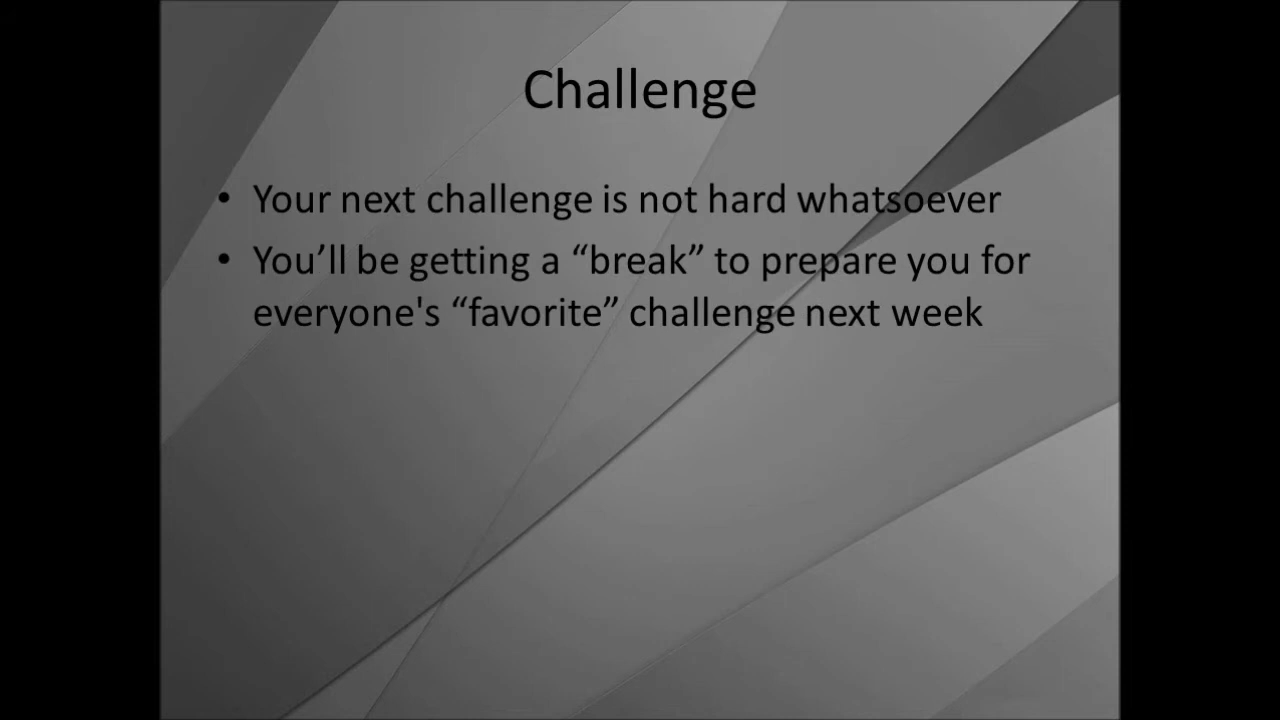 Challenge
• Your next challenge is not hard whatsoever
• You’ll be getting a “break” to prepare you for
everyone's “favorite” challenge next week